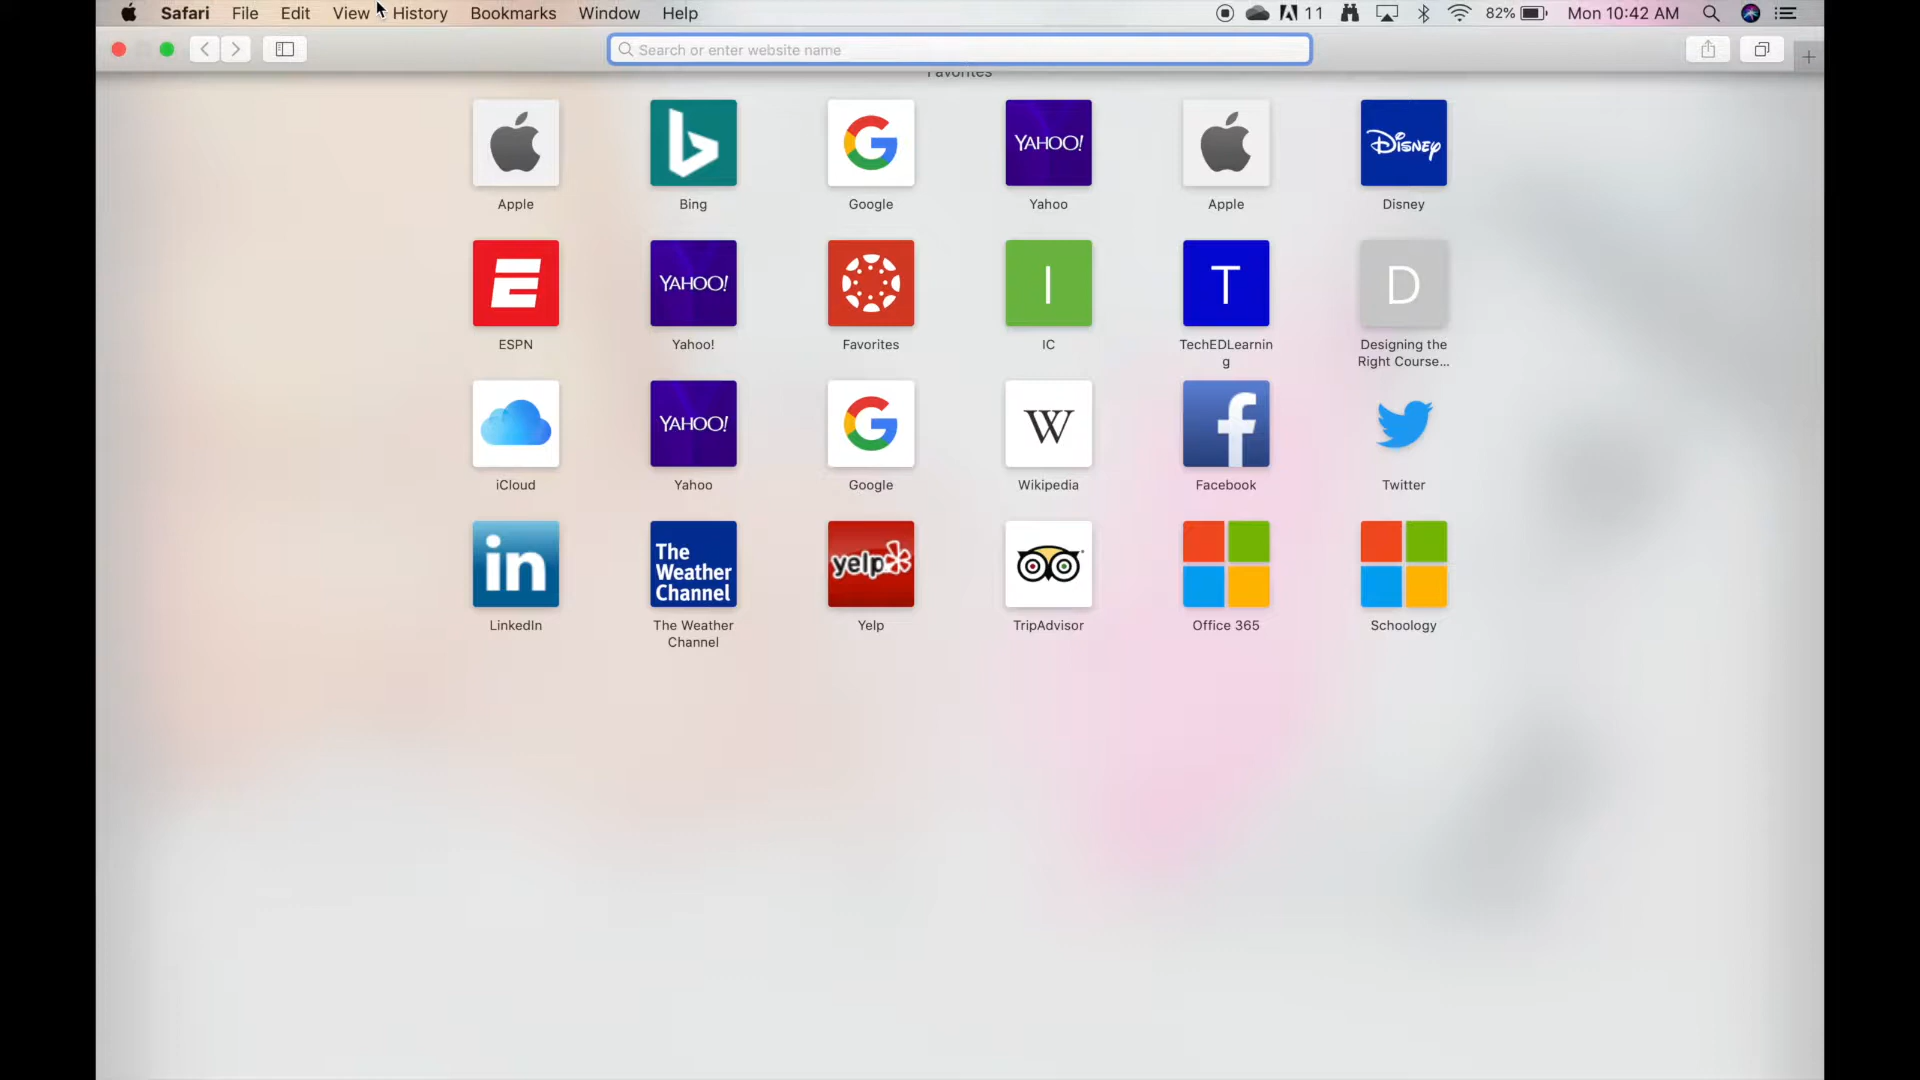 Safari File Edit View History Bookmarks Window Help 11 82% Mon 10:42 AM
Search or enter website name
Favorites
YAHOO! Disney
Apple Bing Google Yahoo Apple Disney
YAHOO! I T D
ESPN Yahoo! Favorites IC TechEDLearnin Designing the
g Right Course...
YAHOO! W
iCloud Yahoo Google Wikipedia Facebook Twitter
in The
Weather
Channel yelp
LinkedIn The Weather Yelp TripAdvisor Office 365 Schoology
Channel